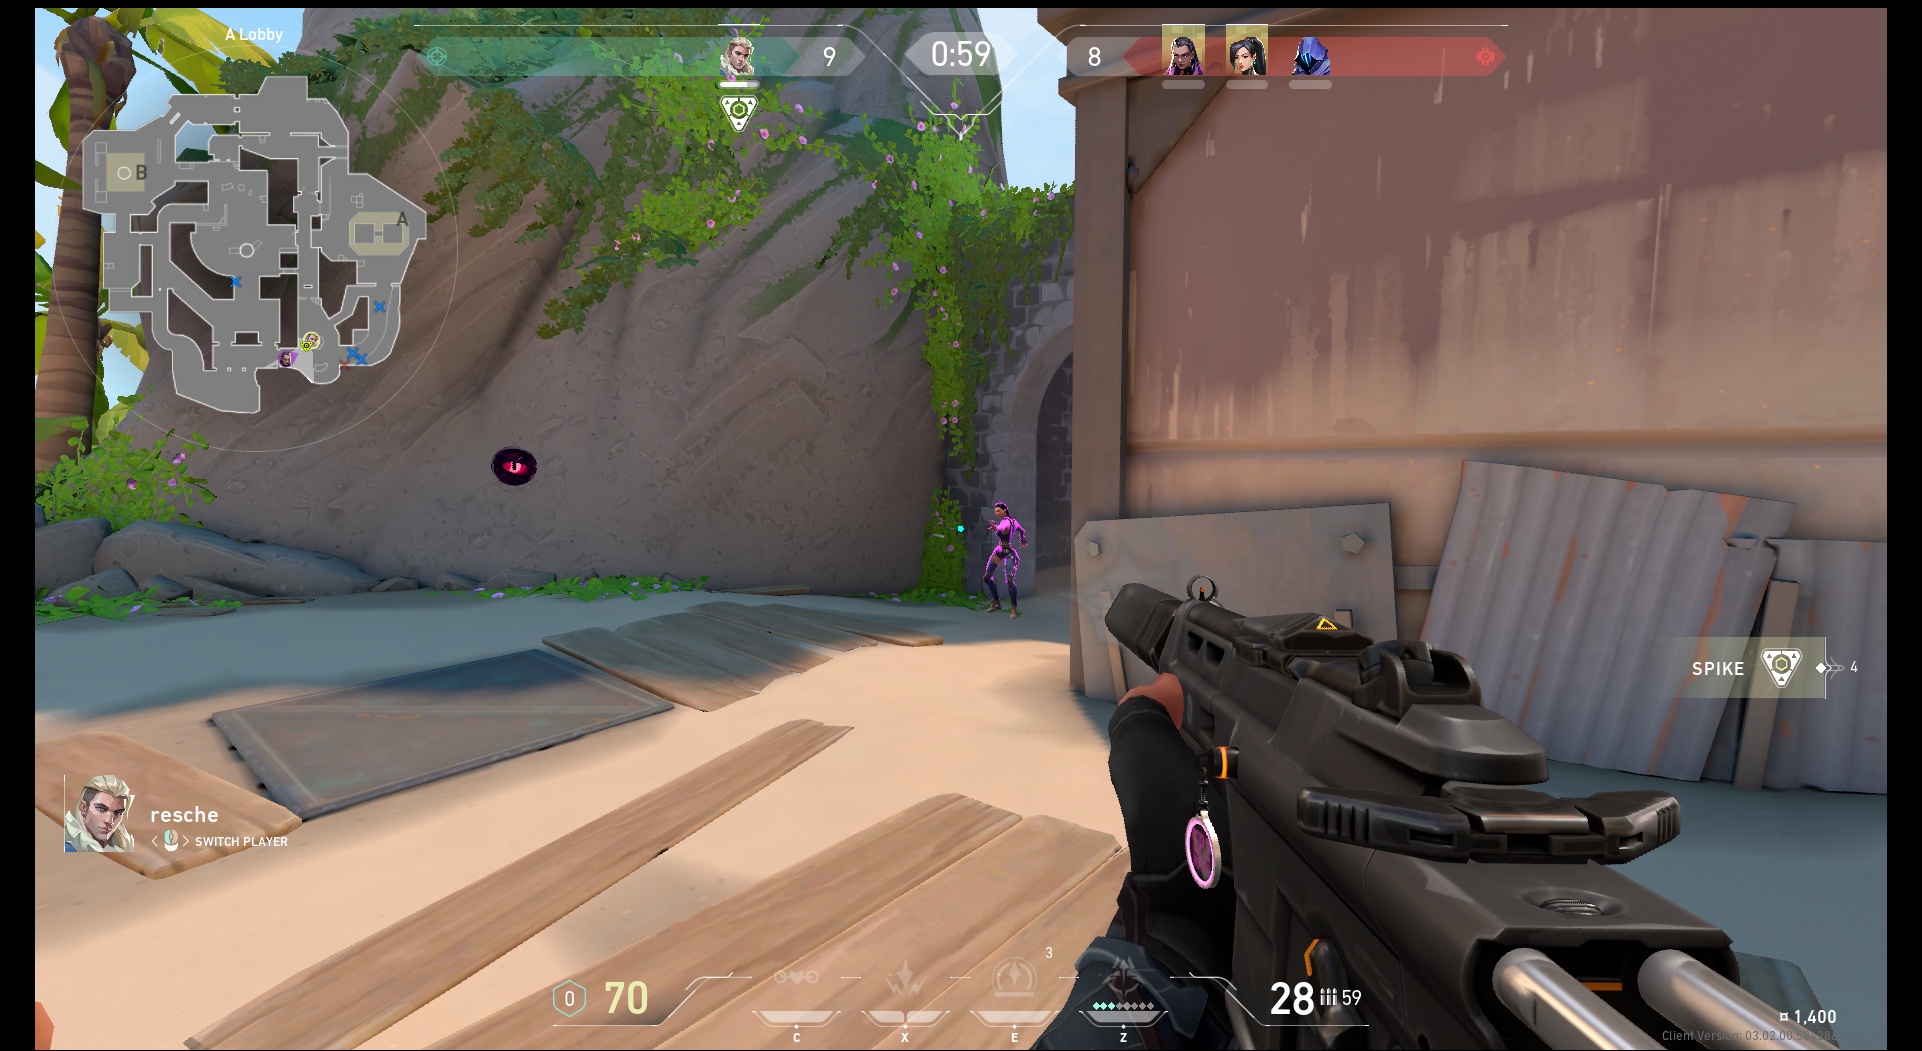 A Lobby
9
0:59
8
B
A
SPIKE
4
resche
< > SWITCH PLAYER
3
0
70
28
59
C
X
E
Z
¤ 1,400